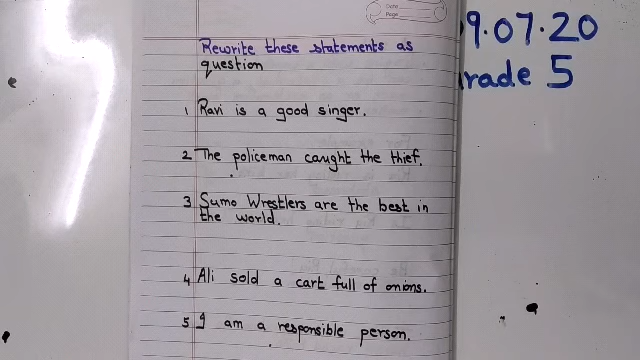 Date
Page
9.07.20
rade 5
Rewrite these statements as
question
1 Ravi is a good singer.
2 The policeman caught the thief.
3 Sumo Wrestlers are the best in
the world.
4 Ali sold a cart full of onions.
5 I am a responsible person.